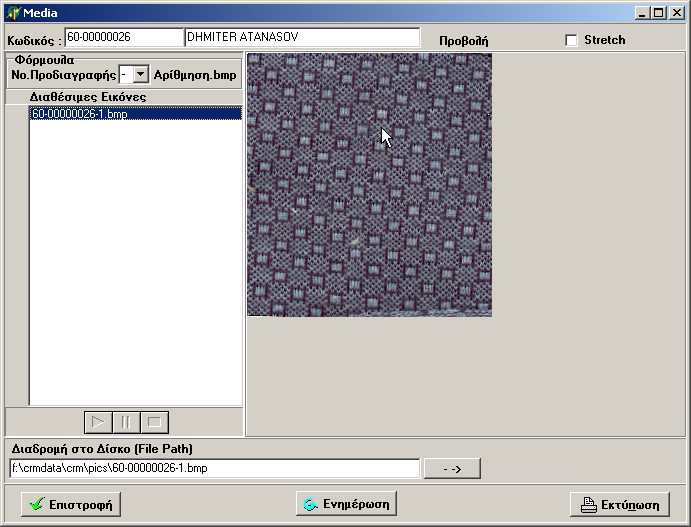 Media
Κωδικός : 60-00000026 DHMITER ATANASOV Προβολή Stretch
Φόρμουλα
No.Προδιαγραφής - Αρίθμηση.bmp
Διαθέσιμες Εικόνες
60-00000026-1.bmp
Διαδρομή στο Δίσκο (File Path)
f:\crmdata\crm\pics\60-00000026-1.bmp - ->
Επιστροφή Ενημέρωση Εκτύπωση